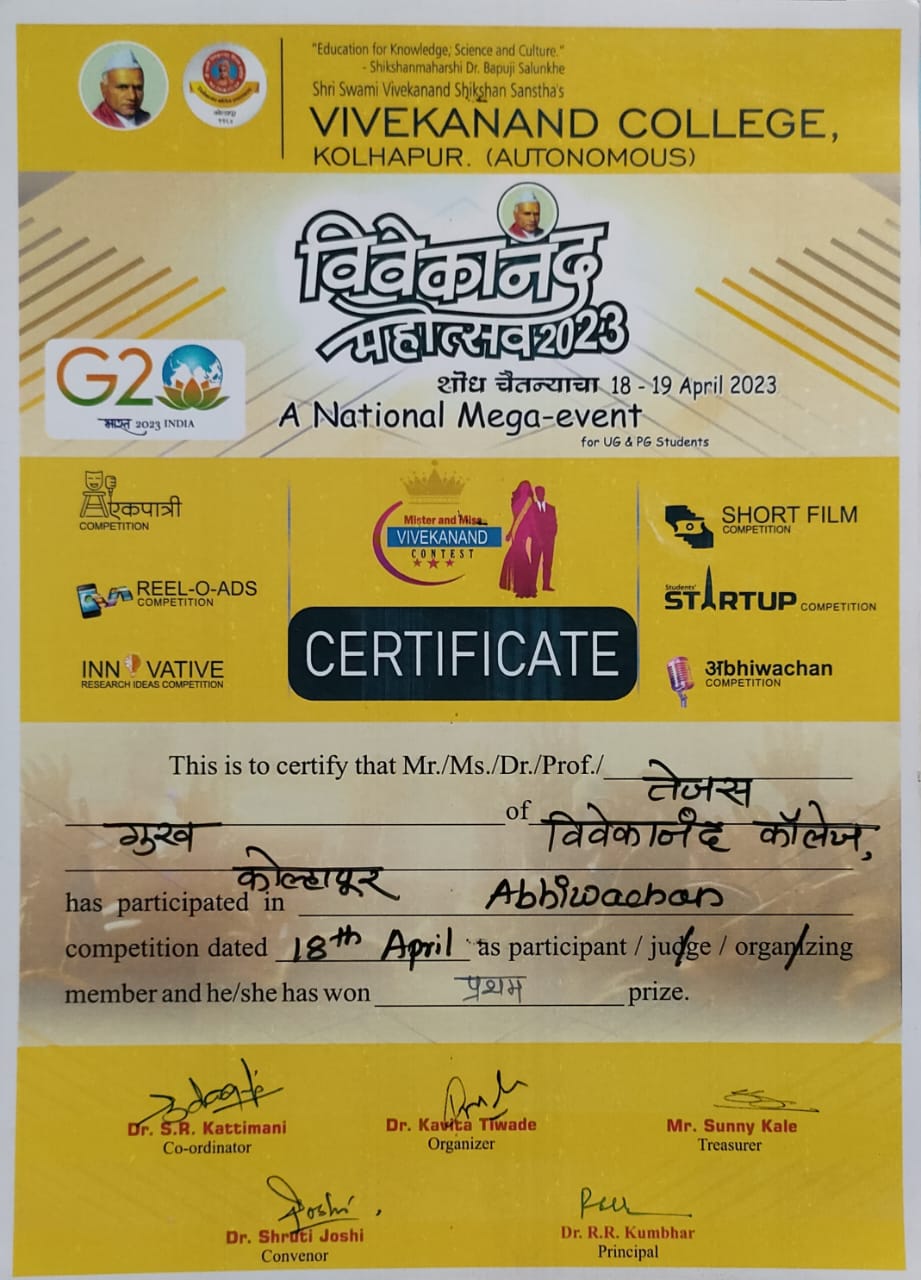 "Education for Knowledge, Science and Culture."
- Shikshanmaharshi Dr. Bapuji Salunkhe
Shri Swami Vivekanand Shikshan Sanstha's
VIVEKANAND COLLEGE,
KOLHAPUR. (AUTONOMOUS)
विवेकानंद
महोत्सव २०२३
शोध चैतन्याचा 18 - 19 April 2023
A National Mega-event
for UG & PG Students
G20
भारत 2023 INDIA
एकपात्री
COMPETITION
REEL-O-ADS
COMPETITION
INNOVATIVE
RESEARCH IDEAS COMPETITION
Mister and Miss
VIVEKANAND
CONTEST
CERTIFICATE
SHORT FILM
COMPETITION
Students'
STARTUP COMPETITION
अbhiwachan
COMPETITION
This is to certify that Mr./Ms./Dr./Prof./ तेजस
गुरव of विवेकानंद कॉलेज,
कोल्हापूर
has participated in Abhiwachan
competition dated 18th April as participant / judge / organizing
member and he/she has won प्रथम prize.
Dr. S.R. Kattimani
Co-ordinator
Dr. Kavita Tiwade
Organizer
Mr. Sunny Kale
Treasurer
Dr. Shruti Joshi
Convenor
Dr. R.R. Kumbhar
Principal